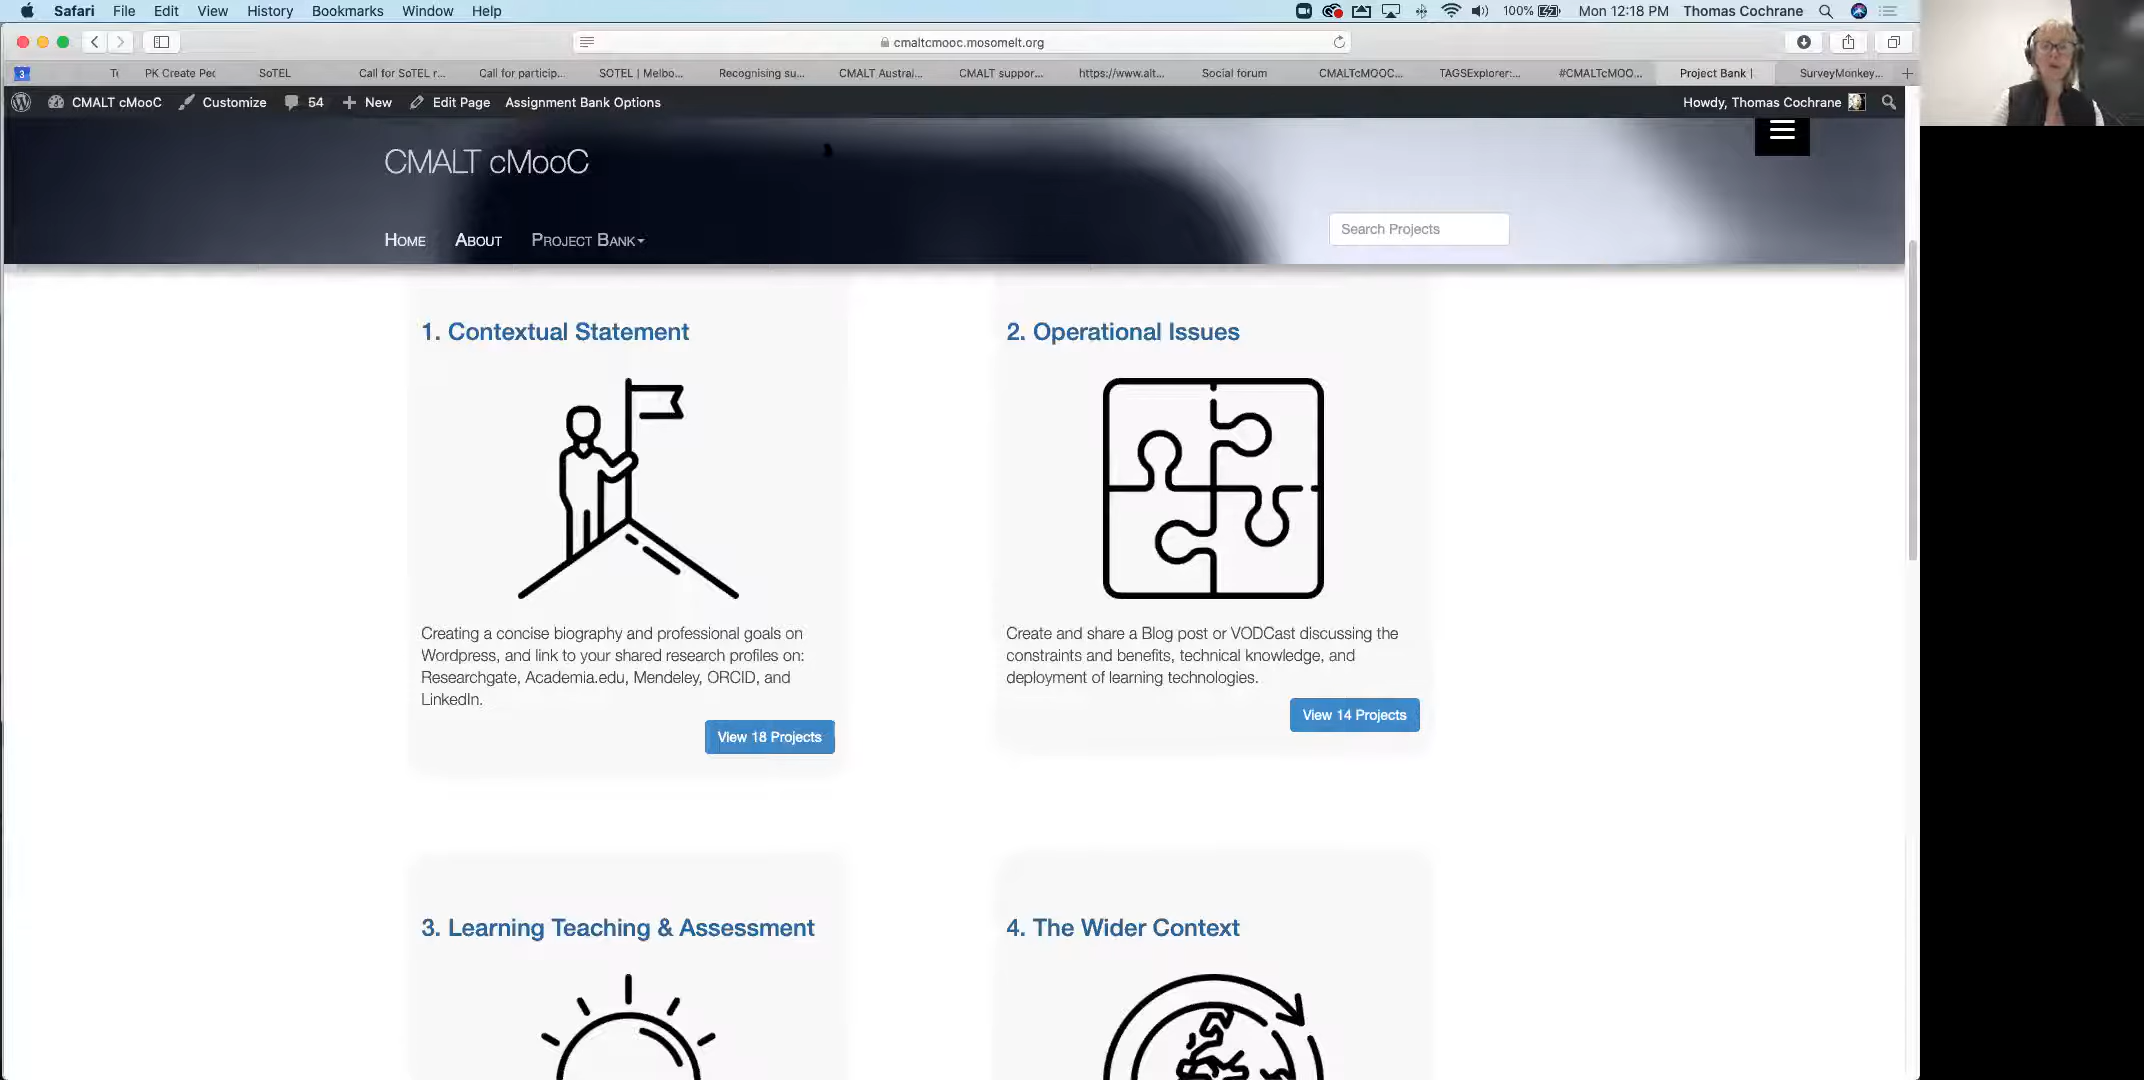 Safari File Edit View History Bookmarks Window Help 100% Mon 12:18 PM Thomas Cochrane
cmaltcmooc.mosomelt.org
3 PK Create Pec SoTEL Call for SoTEL r... Call for particip... SOTEL | Melbo... Recognising su... CMALT Austral... CMALT suppor... https://www.alt... Social forum CMALTcMOOC... TAGSExplorer:... #CMALTcMOO... Project Bank | SurveyMonkey...
CMALT cMooC Customize 54 New Edit Page Assignment Bank Options Howdy, Thomas Cochrane
CMALT cMooC
Home About Project Bank Search Projects
1. Contextual Statement
Creating a concise biography and professional goals on
Wordpress, and link to your shared research profiles on:
Researchgate, Academia.edu, Mendeley, ORCID, and
LinkedIn.
View 18 Projects
2. Operational Issues
Create and share a Blog post or VODCast discussing the
constraints and benefits, technical knowledge, and
deployment of learning technologies.
View 14 Projects
3. Learning Teaching & Assessment
4. The Wider Context